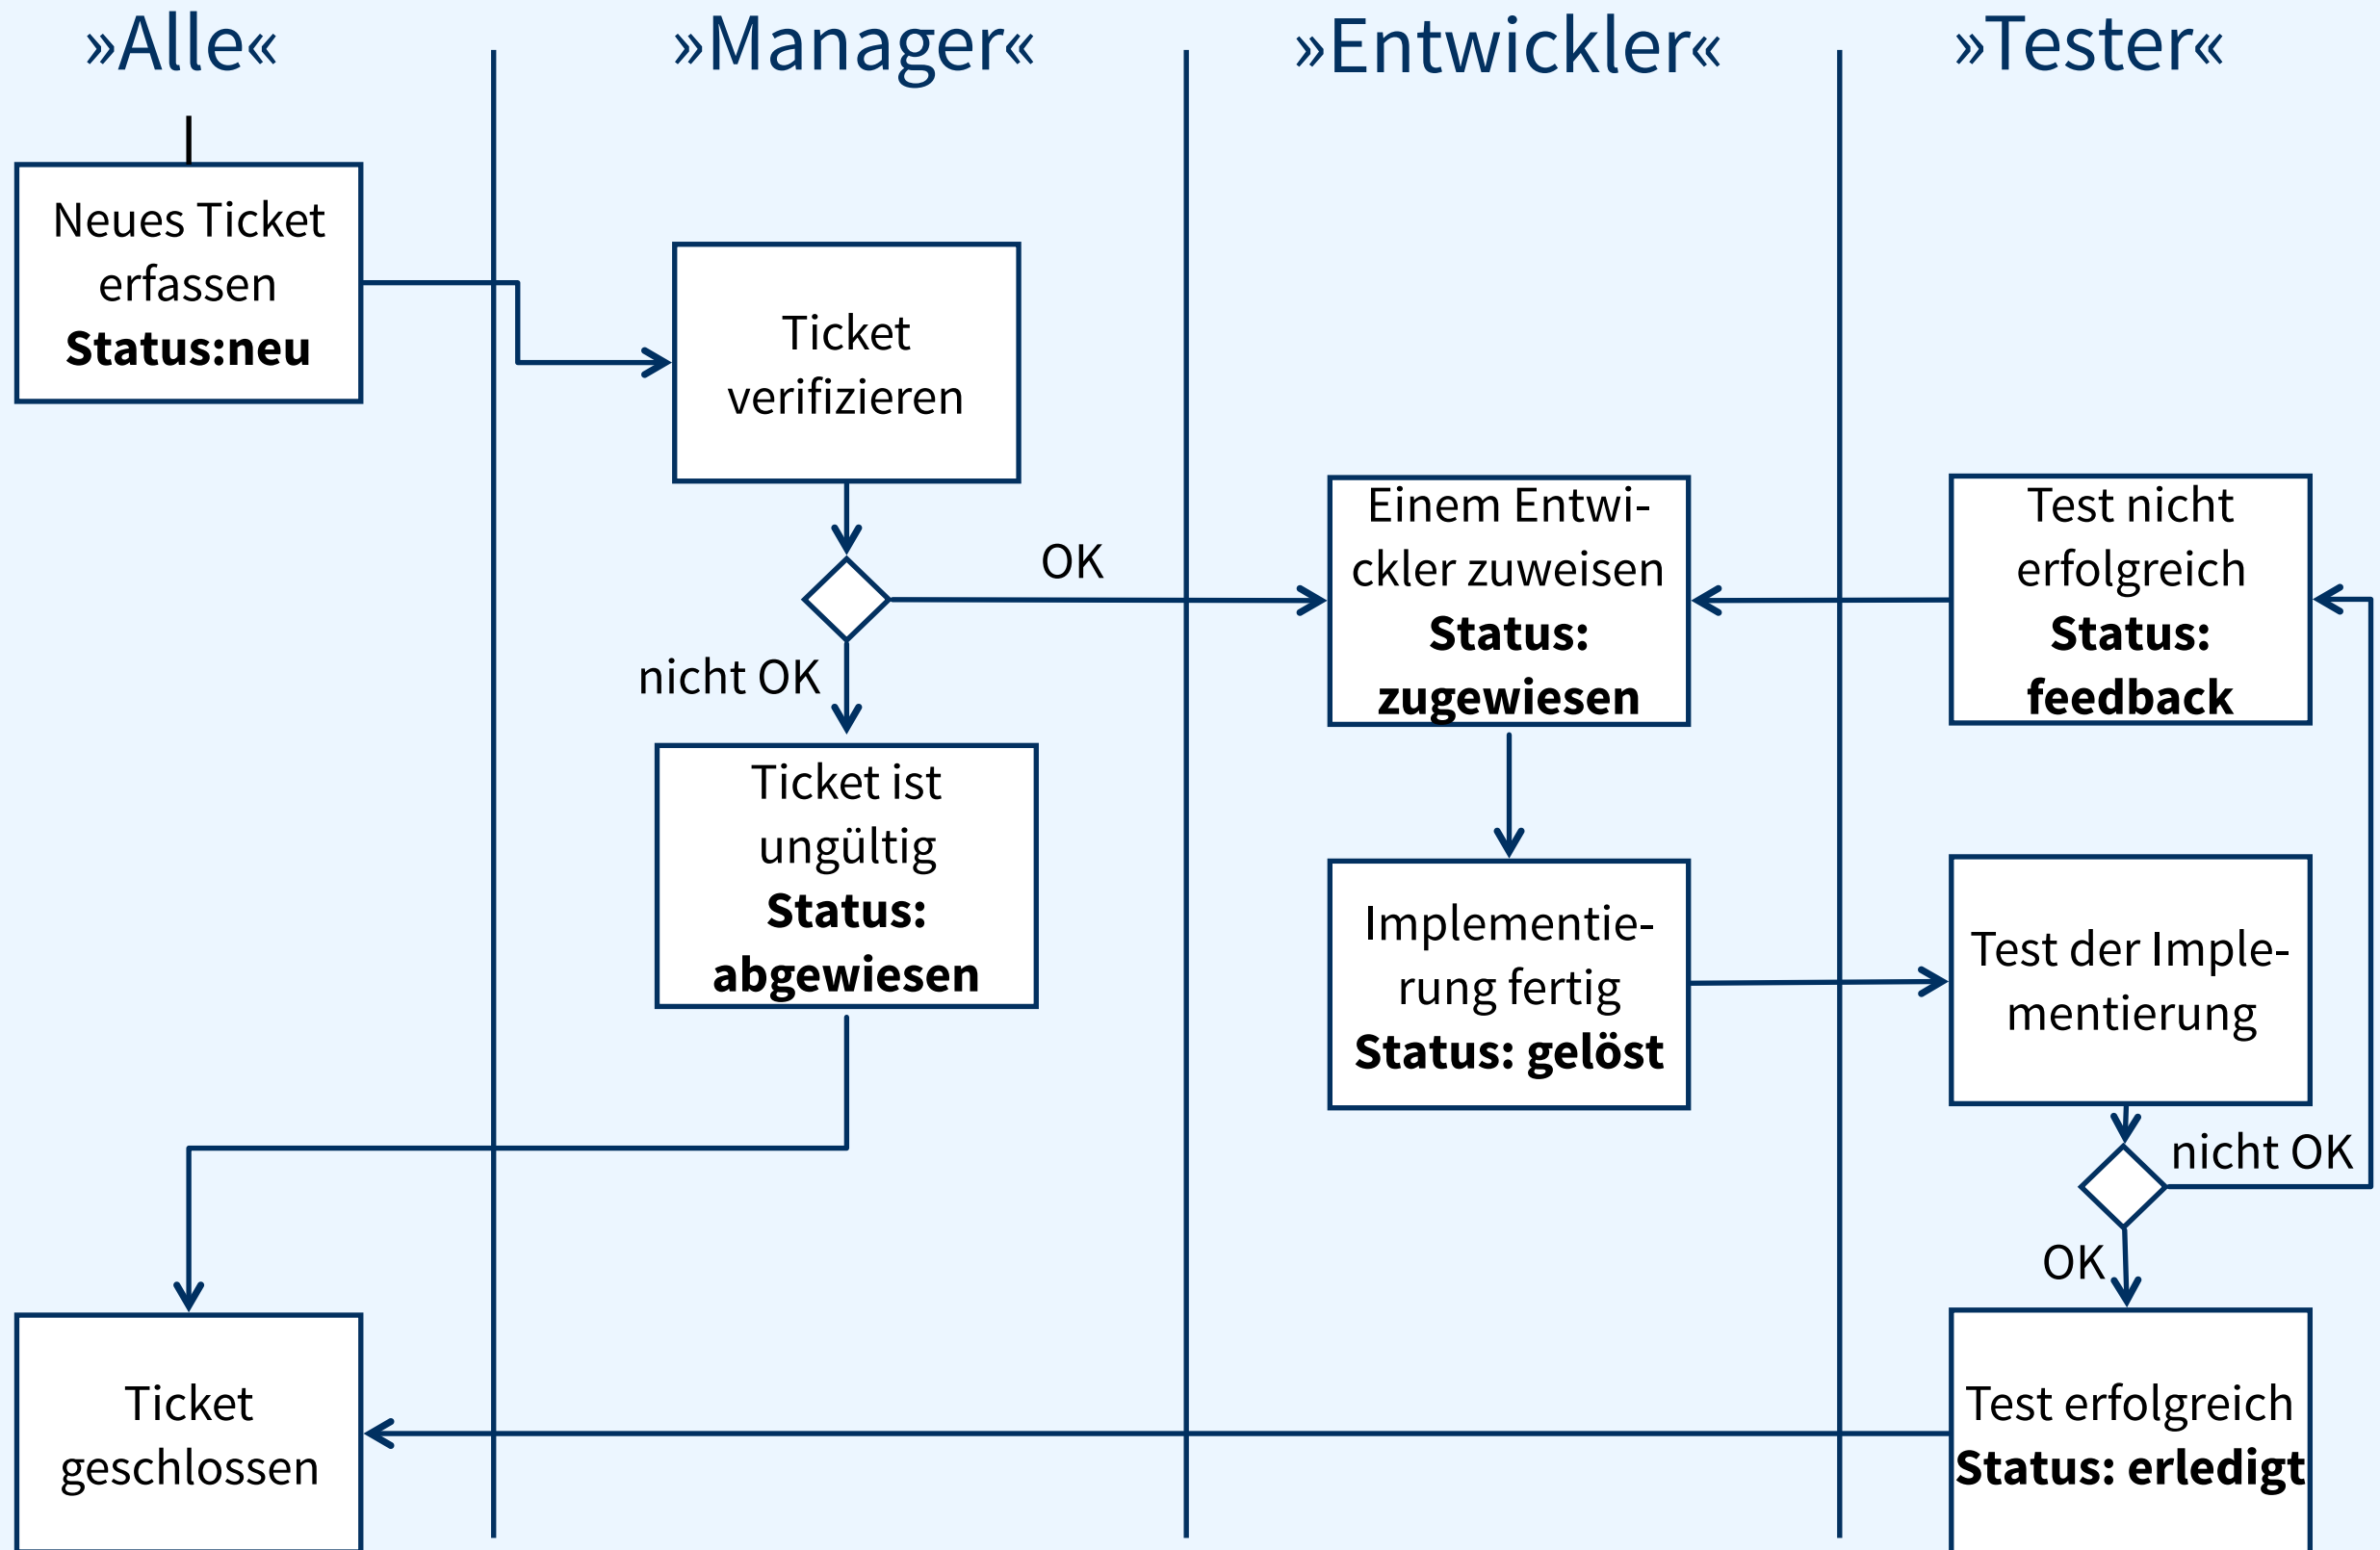 »Alle«
»Manager«
»Entwickler«
»Tester«
Neues Ticket
erfassen
Status:neu
Ticket
verifizieren
OK
nicht OK
Ticket ist
ungültig
Status:
abgewiesen
Einem Entwi-
ckler zuweisen
Status:
zugewiesen
Test nicht
erfolgreich
Status:
feedback
Implementie-
rung fertig
Status: gelöst
Test der Imple-
mentierung
nicht OK
OK
Ticket
geschlossen
Test erfolgreich
Status: erledigt